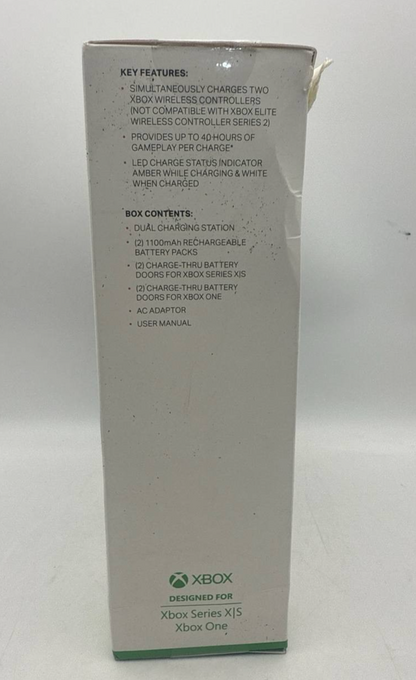 KEY FEATURES:
• SIMULTANEOUSLY CHARGES TWO
XBOX WIRELESS CONTROLLERS
(NOT COMPATIBLE WITH XBOX ELITE
WIRELESS CONTROLLER SERIES 2)
• PROVIDES UP TO 40 HOURS OF
GAMEPLAY PER CHARGE*
• LED CHARGE STATUS INDICATOR
AMBER WHILE CHARGING & WHITE
WHEN CHARGED
BOX CONTENTS:
• DUAL CHARGING STATION
• (2) 1100mAh RECHARGEABLE
BATTERY PACKS
• (2) CHARGE-THRU BATTERY
DOORS FOR XBOX SERIES X|S
• (2) CHARGE-THRU BATTERY
DOORS FOR XBOX ONE
• AC ADAPTOR
• USER MANUAL
XBOX
DESIGNED FOR
Xbox Series X|S
Xbox One